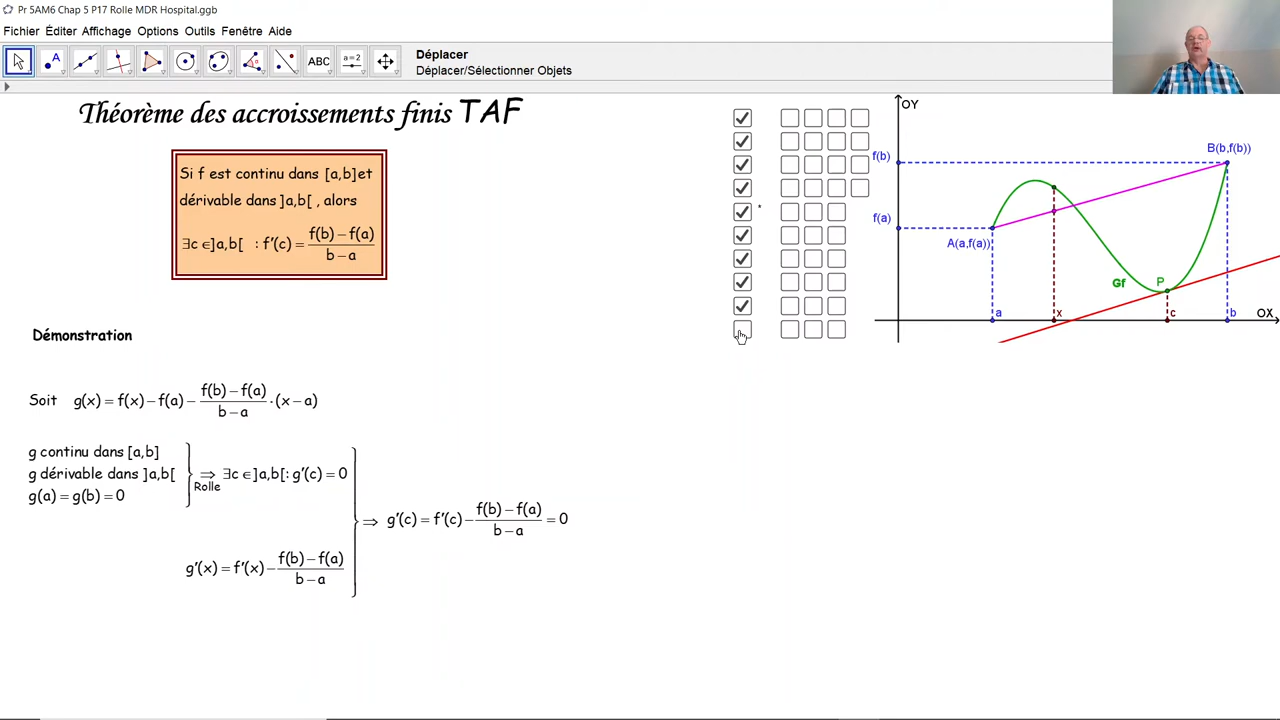 Pr 5AM6 Chap 5 P17 Rolle MDR Hospital.ggb
Fichier Éditer Affichage Options Outils Fenêtre Aide
A ABC a=2 Déplacer
Déplacer/Sélectionner Objets
Théorème des accroissements finis TAF
Si f est continu dans [a,b]et
dérivable dans ]a,b[ , alors
∃c ∈]a,b[ : f'(c) = (f(b) – f(a))/(b – a)
OY
f(b)
B(b,f(b))
f(a)
A(a,f(a))
Gf
P
a x c b OX
Démonstration
Soit g(x) = f(x) – f(a) – (f(b) – f(a))/(b – a) · (x – a)
g continu dans [a,b]
g dérivable dans ]a,b[ ⇒ ∃c ∈]a,b[: g'(c) = 0
Rolle
g(a) = g(b) = 0
⇒ g'(c) = f'(c) – (f(b) – f(a))/(b – a) = 0
g'(x) = f'(x) – (f(b) – f(a))/(b – a)